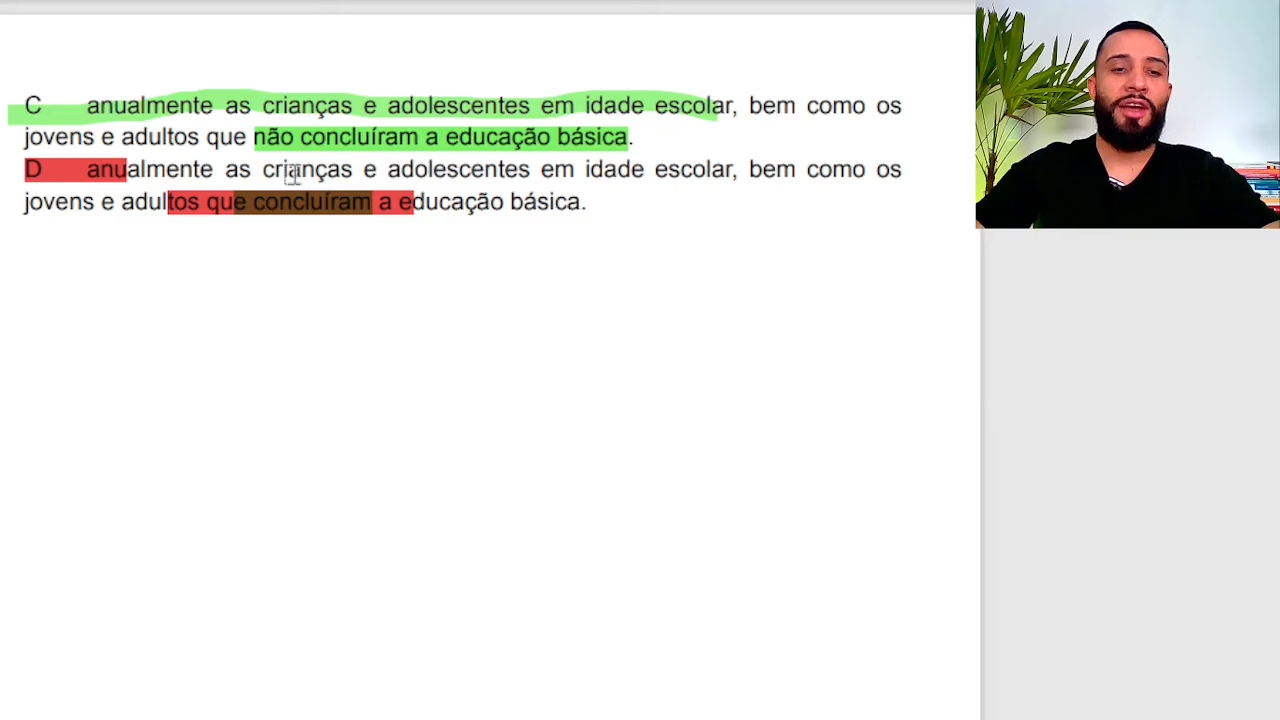 C anualmente as crianças e adolescentes em idade escolar, bem como os
jovens e adultos que não concluíram a educação básica.
D anualmente as crianças e adolescentes em idade escolar, bem como os
jovens e adultos que concluíram a educação básica.